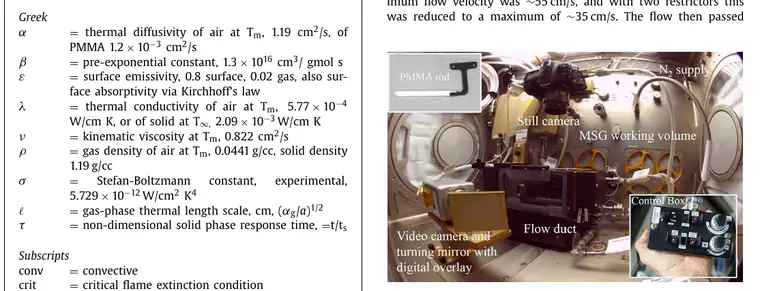 Greek
α = thermal diffusivity of air at Tm, 1.19 cm²/s, of
PMMA 1.2 × 10⁻³ cm²/s
β = pre-exponential constant, 1.3 × 10¹⁶ cm³/ gmol s
ε = surface emissivity, 0.8 surface, 0.02 gas, also sur-
face absorptivity via Kirchhoff's law
λ = thermal conductivity of air at Tm, 5.77 × 10⁻⁴
W/cm K, or of solid at T∞, 2.09 × 10⁻³ W/cm K
ν = kinematic viscosity at Tm, 0.822 cm²/s
ρ = gas density of air at Tm, 0.0441 g/cc, solid density
1.19 g/cc
σ = Stefan-Boltzmann constant, experimental,
5.729 × 10⁻¹² W/cm² K⁴
ℓ = gas-phase thermal length scale, cm, (αg/a)¹/²
τ = non-dimensional solid phase response time, =t/ts
Subscripts
conv = convective
crit = critical flame extinction condition
mum flow velocity was ~55 cm/s, and with two restrictors this
was reduced to a maximum of ~35 cm/s. The flow then passed
PMMA rod
N₂ supply
Still camera
MSG working volume
Control Box
Flow duct
Video camera and
turning mirror with
digital overlay